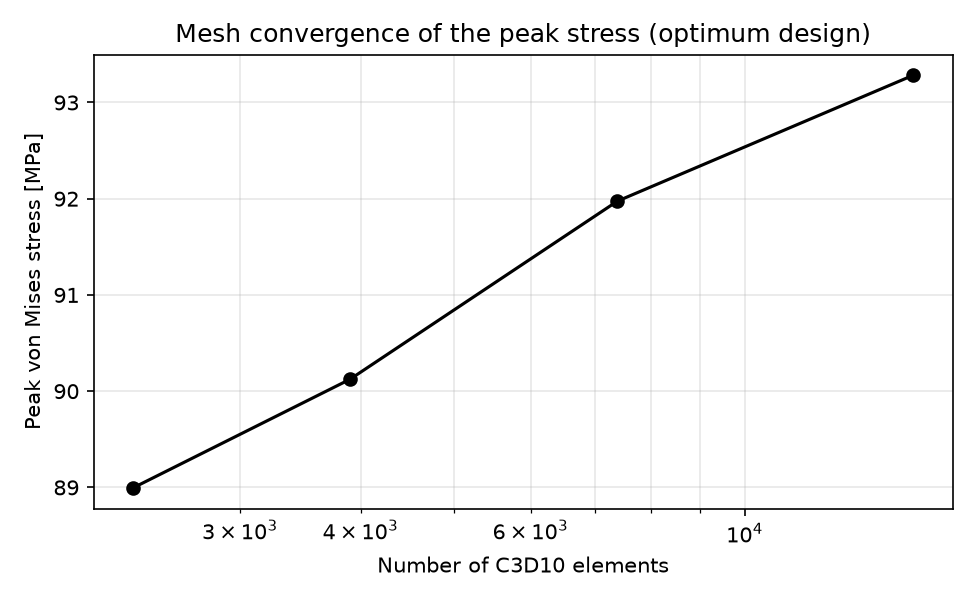 Mesh convergence of the peak stress (optimum design)
Peak von Mises stress [MPa]
93
92
91
90
89
3 × 10³
4 × 10³
6 × 10³
10⁴
Number of C3D10 elements